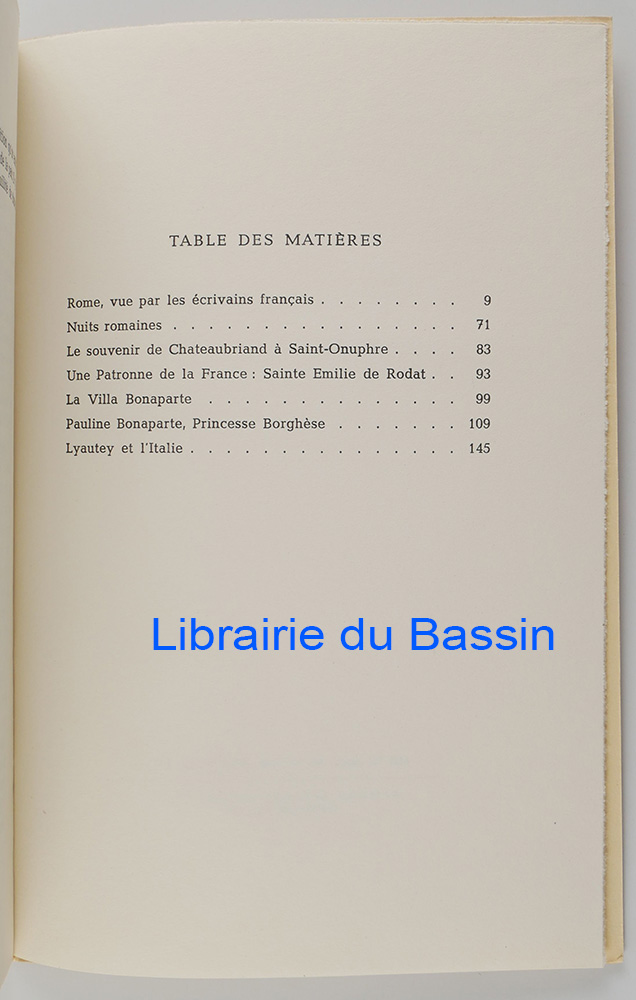 TABLE DES MATIÈRES
Rome, vue par les écrivains français . . . . . . . . 9
Nuits romaines . . . . . . . . . . . . . . . . 71
Le souvenir de Chateaubriand à Saint-Onuphre . . . . 83
Une Patronne de la France : Sainte Emilie de Rodat . . 93
La Villa Bonaparte . . . . . . . . . . . . . . 99
Pauline Bonaparte, Princesse Borghèse . . . . . . . 109
Lyautey et l'Italie . . . . . . . . . . . . . . . 145
Librairie du Bassin